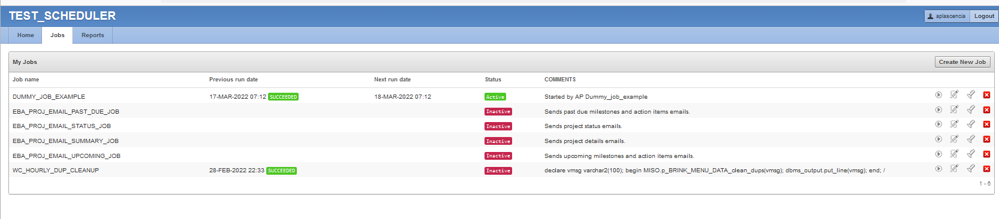 TEST_SCHEDULER
aplascencia Logout
Home Jobs Reports
My Jobs Create New Job
Job name Previous run date Next run date Status COMMENTS
DUMMY_JOB_EXAMPLE 17-MAR-2022 07:12 SUCCEEDED 18-MAR-2022 07:12 Active Started by AP Dummy_job_example
EBA_PROJ_EMAIL_PAST_DUE_JOB Inactive Sends past due milestones and action items emails.
EBA_PROJ_EMAIL_STATUS_JOB Inactive Sends project status emails.
EBA_PROJ_EMAIL_SUMMARY_JOB Inactive Sends project details emails.
EBA_PROJ_EMAIL_UPCOMING_JOB Inactive Sends upcoming milestones and action items emails.
WC_HOURLY_DUP_CLEANUP 28-FEB-2022 22:33 SUCCEEDED Inactive declare vmsg varchar2(100); begin MISO.p_BRINK_MENU_DATA_clean_dups(vmsg); dbms_output.put_line(vmsg); end; /
1 - 6